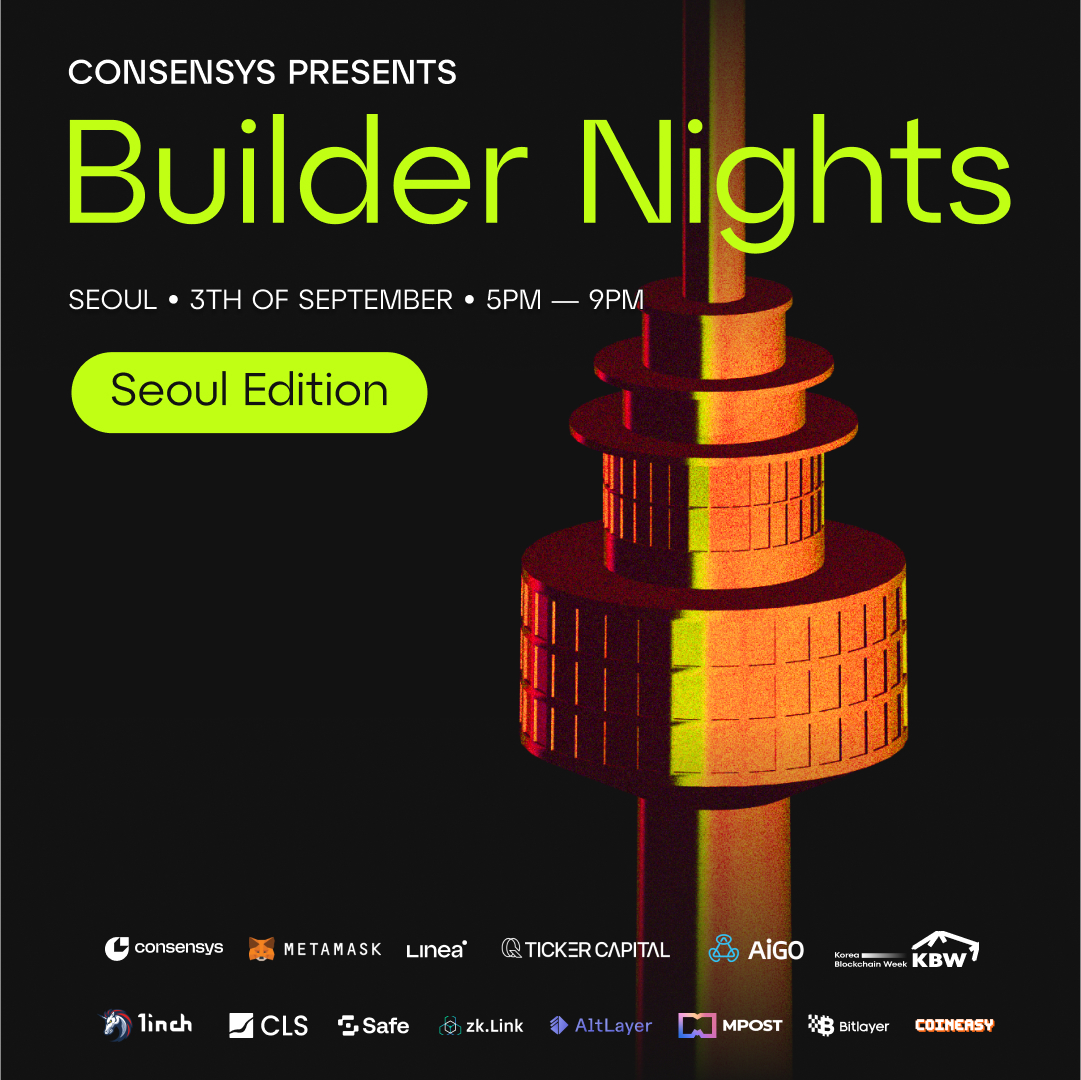 CONSENSYS PRESENTS
Builder Nights
SEOUL • 3TH OF SEPTEMBER • 5PM — 9PM
Seoul Edition
consensys METAMASK Linea TICKER CAPITAL AiGO Korea Blockchain Week KBW
1inch CLS Safe zk.Link AltLayer MPOST Bitlayer COINEASY